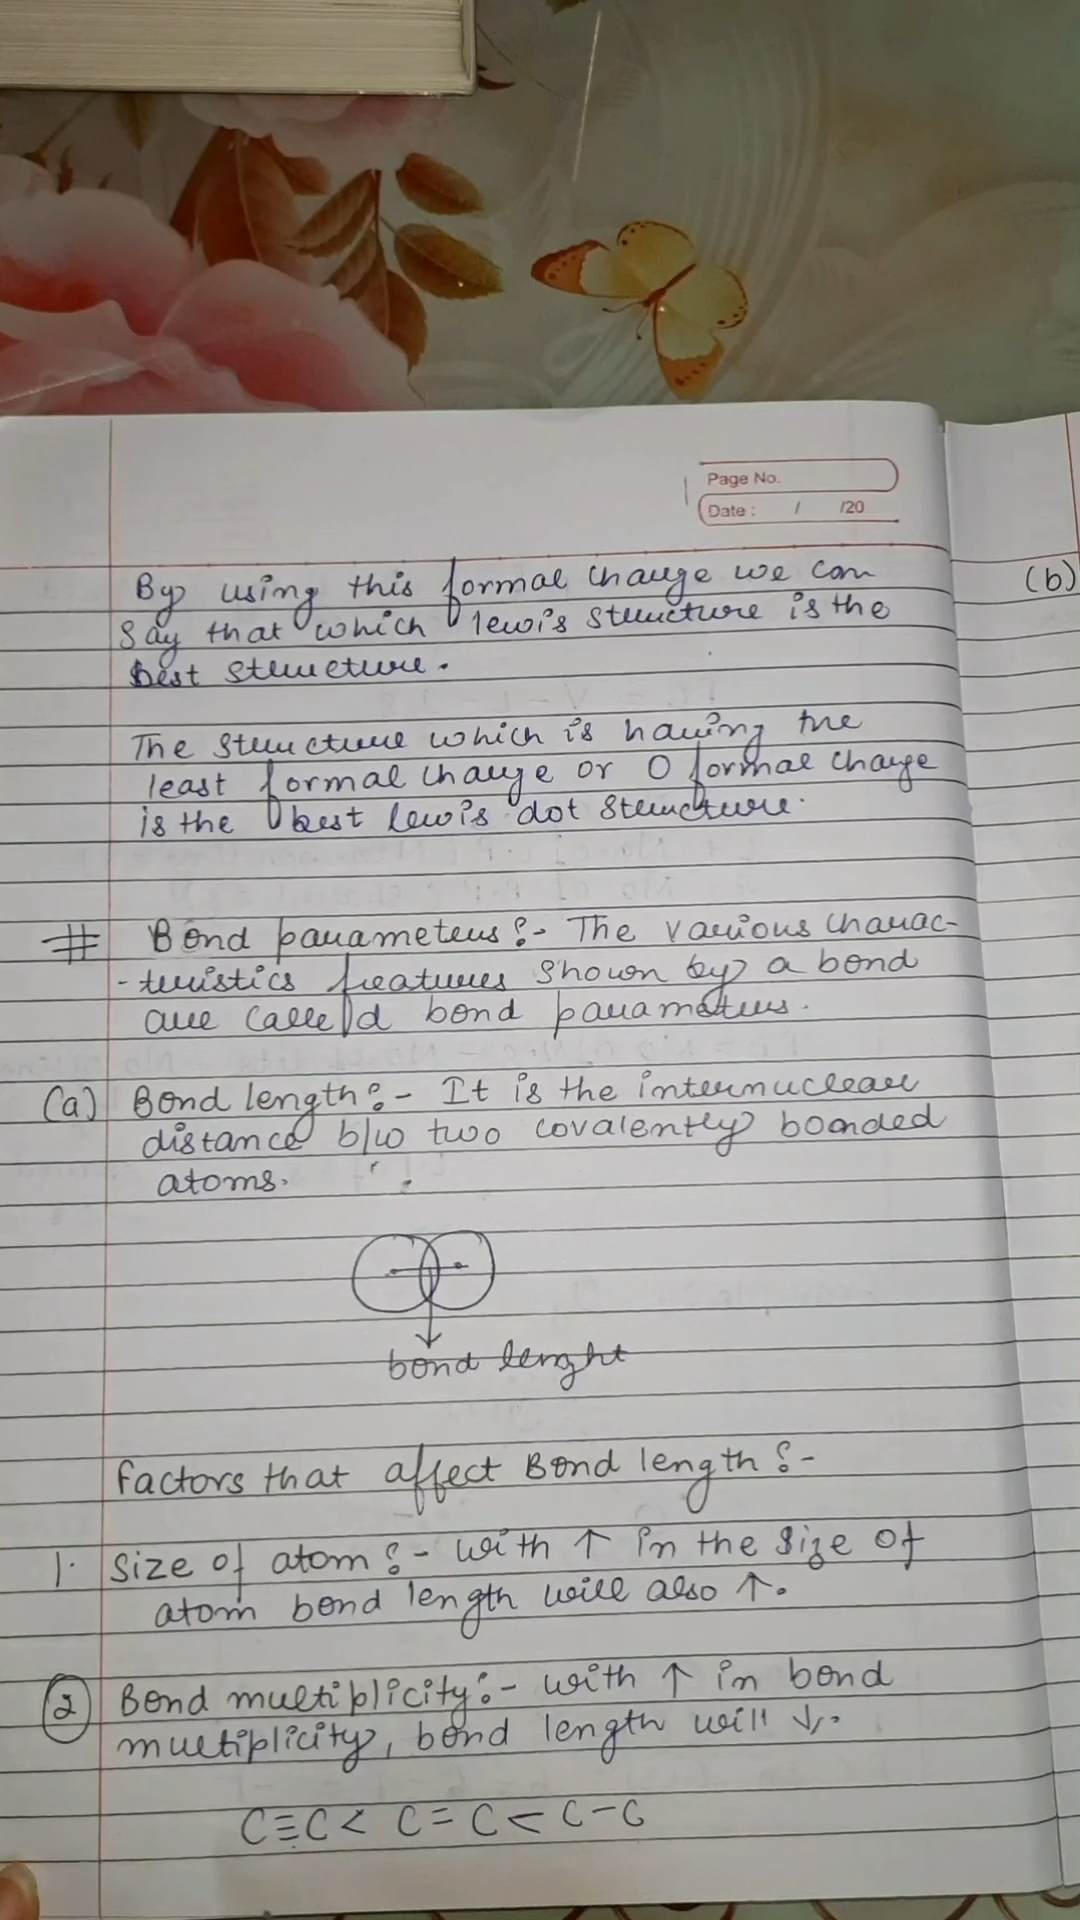 Page No.
Date : / /20
By using this formal charge we can
say that which lewis structure is the
best structure.
(b)
The structure which is having the
least formal charge or 0 formal charge
is the best lewis dot structure.
# Bond parameters :- The various charac-
-teristics features shown by a bond
are called bond parameters.
(a) Bond length :- It is the internuclear
distance b/w two covalently boonded
atoms.
bond lenght
factors that affect Bond length :-
1. Size of atom :- with ↑ in the size of
atom bond length will also ↑.
2 Bond multiplicity :- with ↑ in bond
multiplicity, bond length will ↓.
C≡C < C=C < C-C